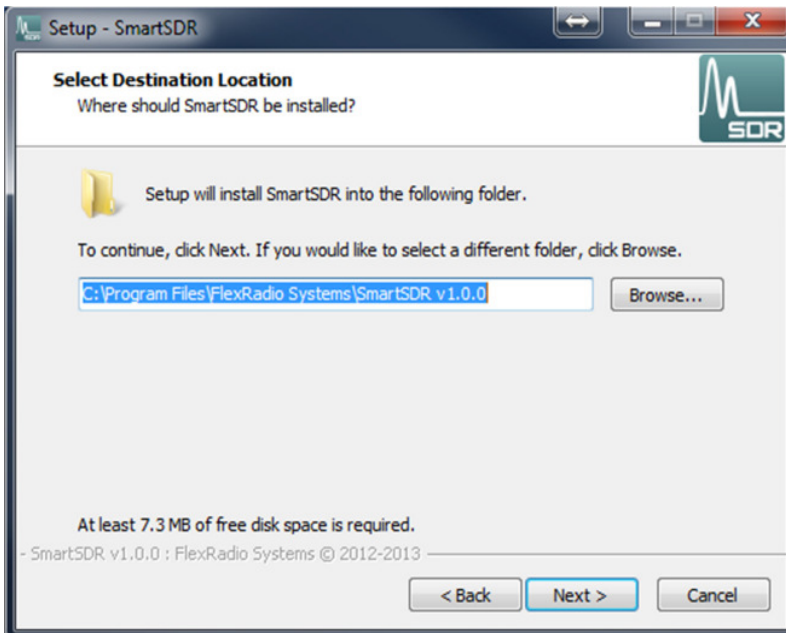 Setup - SmartSDR
Select Destination Location
Where should SmartSDR be installed?
SDR
Setup will install SmartSDR into the following folder.
To continue, click Next. If you would like to select a different folder, click Browse.
C:\Program Files\FlexRadio Systems\SmartSDR v1.0.0
Browse...
At least 7.3 MB of free disk space is required.
- SmartSDR v1.0.0 : FlexRadio Systems © 2012-2013
< Back
Next >
Cancel